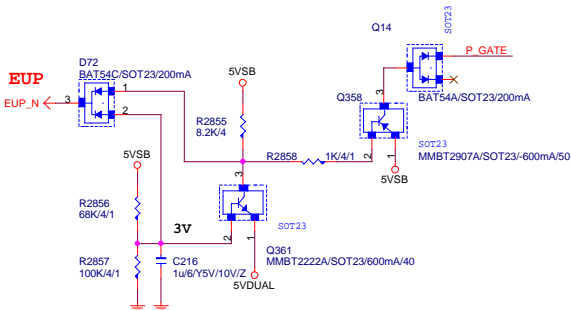 Q14
SOT23
P_GATE
BAT54A/SOT23/200mA
D72
BAT54C/SOT23/200mA
EUP
EUP_N
3
1
2
5VSB
R2855
8.2K/4
R2858
1K/4/1
Q358
3
2
1
SOT23
MMBT2907A/SOT23/-600mA/50
5VSB
5VSB
R2856
68K/4/1
3V
3
2
1
SOT23
Q361
MMBT2222A/SOT23/600mA/40
R2857
100K/4/1
C216
1u/6/Y5V/10V/Z
5VDUAL